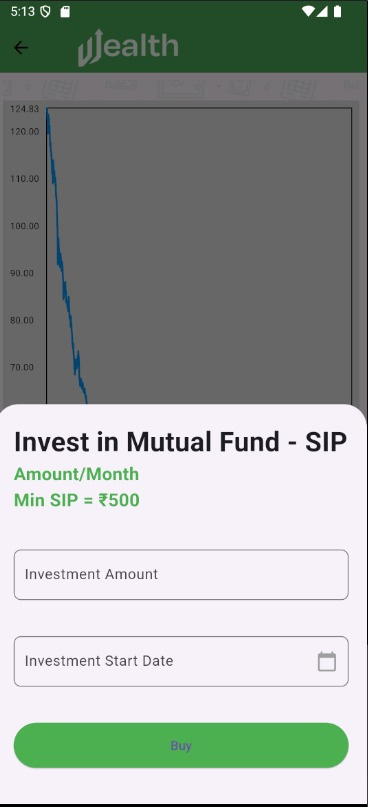 5:13
Wealth
124.83
120.00
110.00
100.00
90.00
80.00
70.00
Invest in Mutual Fund - SIP
Amount/Month
Min SIP = ₹500
Investment Amount
Investment Start Date
Buy